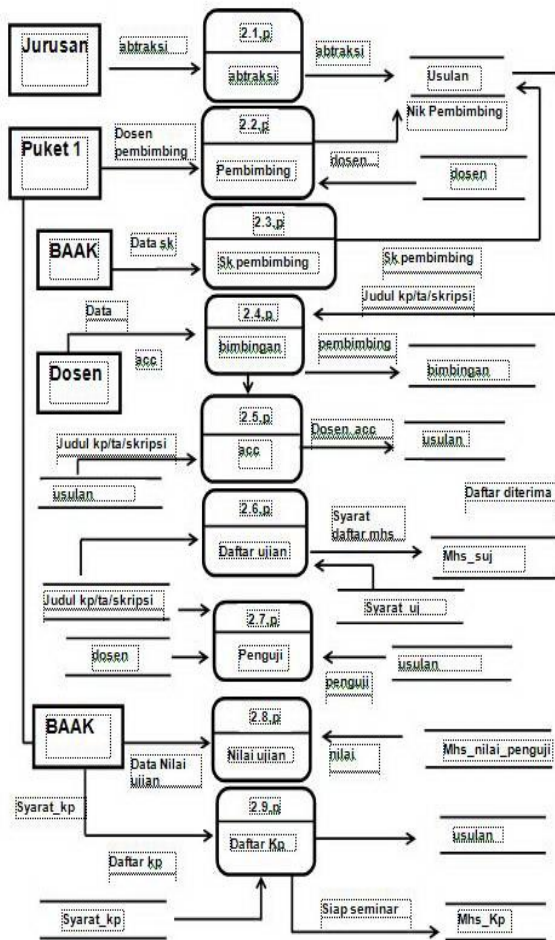 2.1.p
Jurusan
abtraksi
abtraksi
abtraksi
Usulan
2.2.p
Nik Pembimbing
Puket 1
Dosen
pembimbing
dosen
Pembimbing
dosen
2.3.p
BAAK
Data sk
Sk pembimbing
Sk pembimbing
Judul kp/ta/skripsi
Data
2.4.p
bimbingan
pembimbing
acc
Dosen
bimbingan
2.5.p
Judul kp/ta/skripsi
Dosen acc
acc
usulan
usulan
2.6.p
Daftar diterima
Syarat
daftar mhs
Daftar ujian
Mhs_suj
Judul kp/ta/skripsi
Syarat_uj
2.7.p
dosen
Penguji
usulan
penguji
BAAK
2.8.p
Data Nilai
ujian
Nilai ujian
nilai
Mhs_nilai_penguji
Syarat_kp
2.9.p
Daftar Kp
usulan
Daftar kp
Syarat_kp
Siap seminar
Mhs_Kp